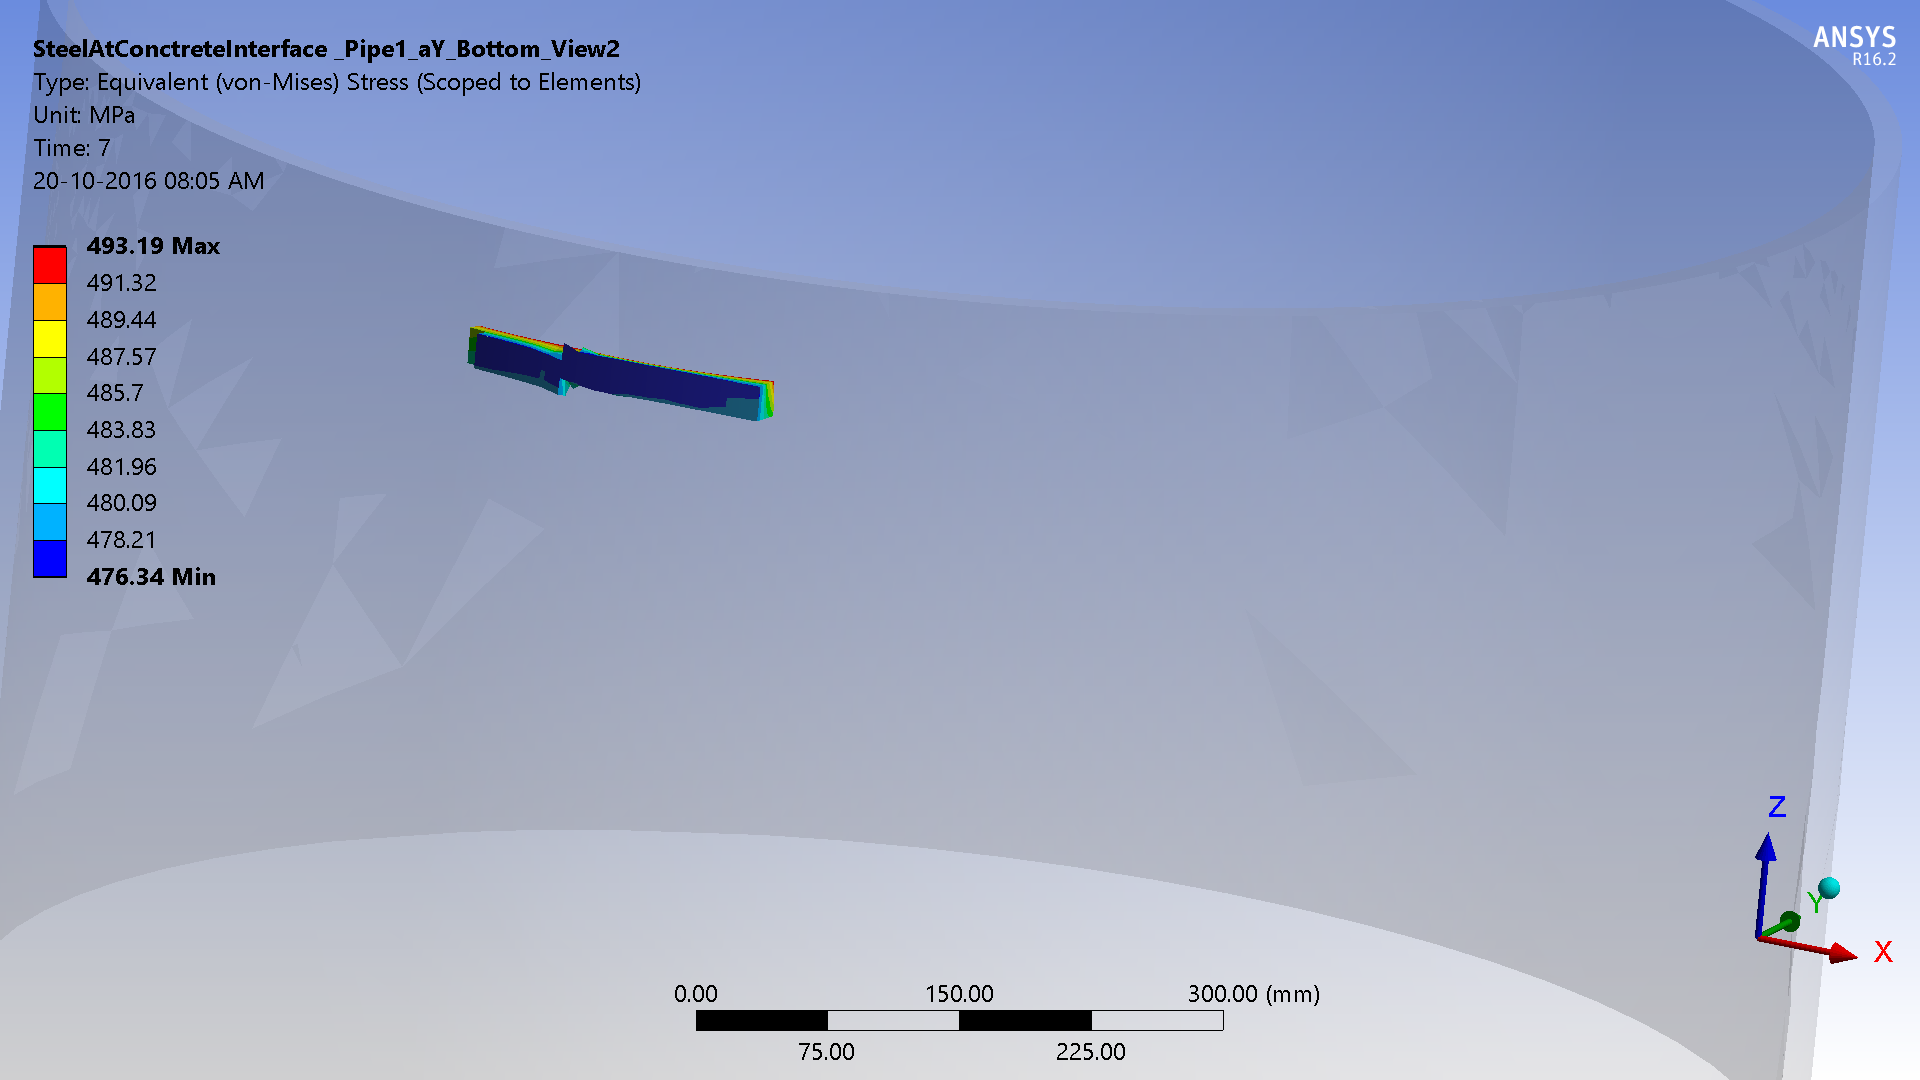 SteelAtConctreteInterface _Pipe1_aY_Bottom_View2
Type: Equivalent (von-Mises) Stress (Scoped to Elements)
Unit: MPa
Time: 7
20-10-2016 08:05 AM
ANSYS
R16.2
493.19 Max
491.32
489.44
487.57
485.7
483.83
481.96
480.09
478.21
476.34 Min
Z
Y
X
0.00 150.00 300.00 (mm)
75.00 225.00